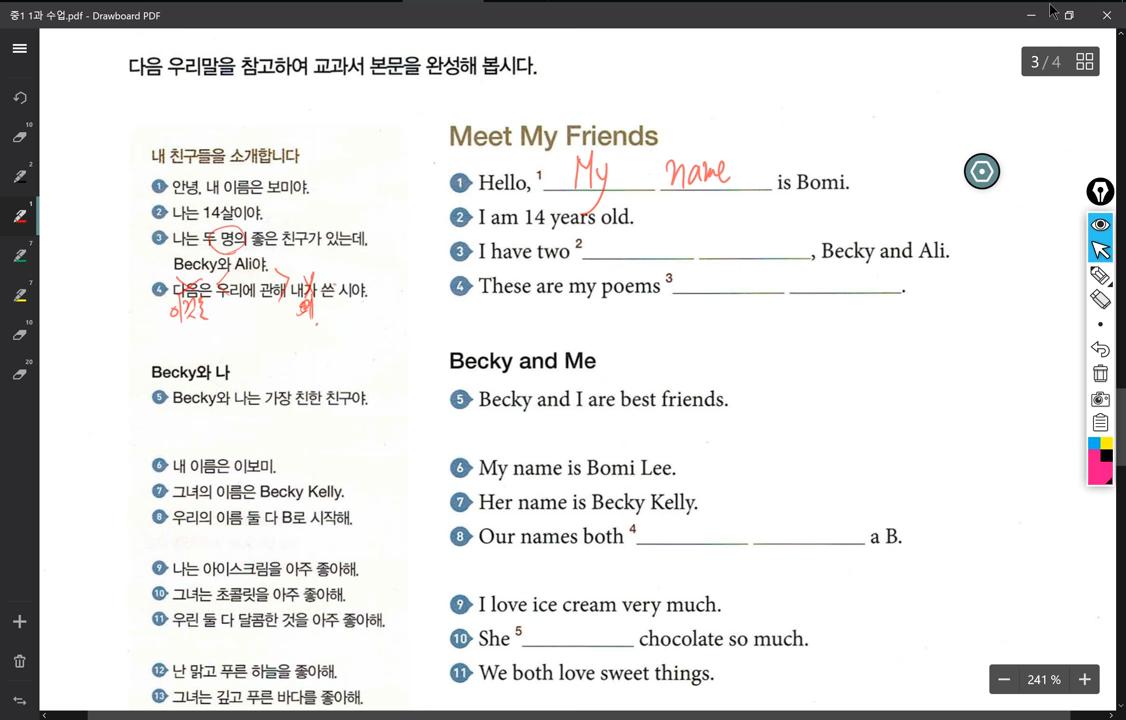 중1 1과 수업.pdf - Drawboard PDF
3 / 4
다음 우리말을 참고하여 교과서 본문을 완성해 봅시다.
내 친구들을 소개합니다
1 안녕, 내 이름은 보미야.
2 나는 14살이야.
3 나는 두 명의 좋은 친구가 있는데,
Becky와 Ali야.
4 다음은 우리에 관해 내가 쓴 시야.
이것은
Becky와 나
5 Becky와 나는 가장 친한 친구야.
6 내 이름은 이보미.
7 그녀의 이름은 Becky Kelly.
8 우리의 이름 둘 다 B로 시작해.
9 나는 아이스크림을 아주 좋아해.
10 그녀는 초콜릿을 아주 좋아해.
11 우린 둘 다 달콤한 것을 아주 좋아해.
12 난 맑고 푸른 하늘을 좋아해.
13 그녀는 깊고 푸른 바다를 좋아해.
Meet My Friends
1 Hello, 1 My name is Bomi.
2 I am 14 years old.
3 I have two 2 , Becky and Ali.
4 These are my poems 3 .
Becky and Me
5 Becky and I are best friends.
6 My name is Bomi Lee.
7 Her name is Becky Kelly.
8 Our names both 4 a B.
9 I love ice cream very much.
10 She 5 chocolate so much.
11 We both love sweet things.
10
2
1
7
7
10
20
241 %